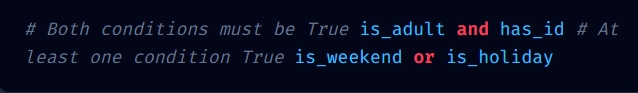 # Both conditions must be True is_adult and has_id # At
least one condition True is_weekend or is_holiday